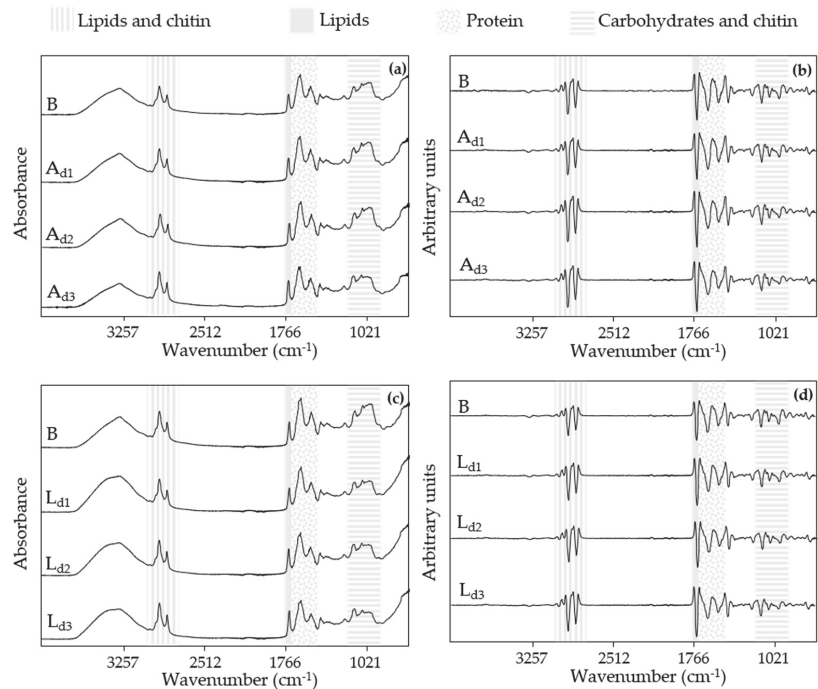 Lipids and chitin Lipids Protein Carbohydrates and chitin
(a)
B
Ad1
Ad2
Ad3
Absorbance
3257 2512 1766 1021
Wavenumber (cm-1)
(b)
B
Ad1
Ad2
Ad3
Arbitrary units
3257 2512 1766 1021
Wavenumber (cm-1)
(c)
B
Ld1
Ld2
Ld3
Absorbance
3257 2512 1766 1021
Wavenumber (cm-1)
(d)
B
Ld1
Ld2
Ld3
Arbitrary units
3257 2512 1766 1021
Wavenumber (cm-1)